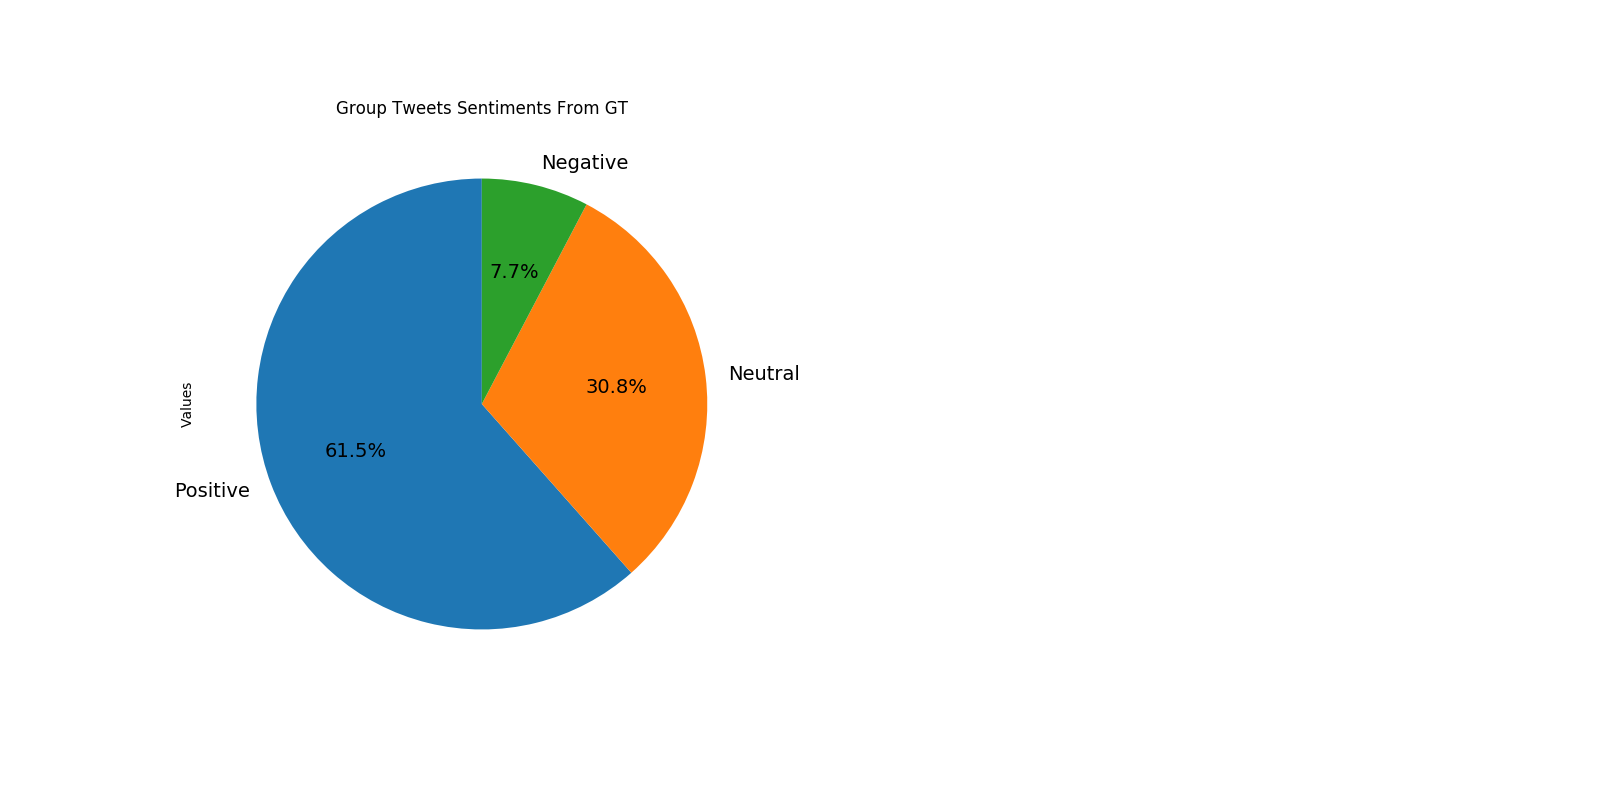 Group Tweets Sentiments From GT
Negative
7.7%
Neutral
30.8%
Values
61.5%
Positive